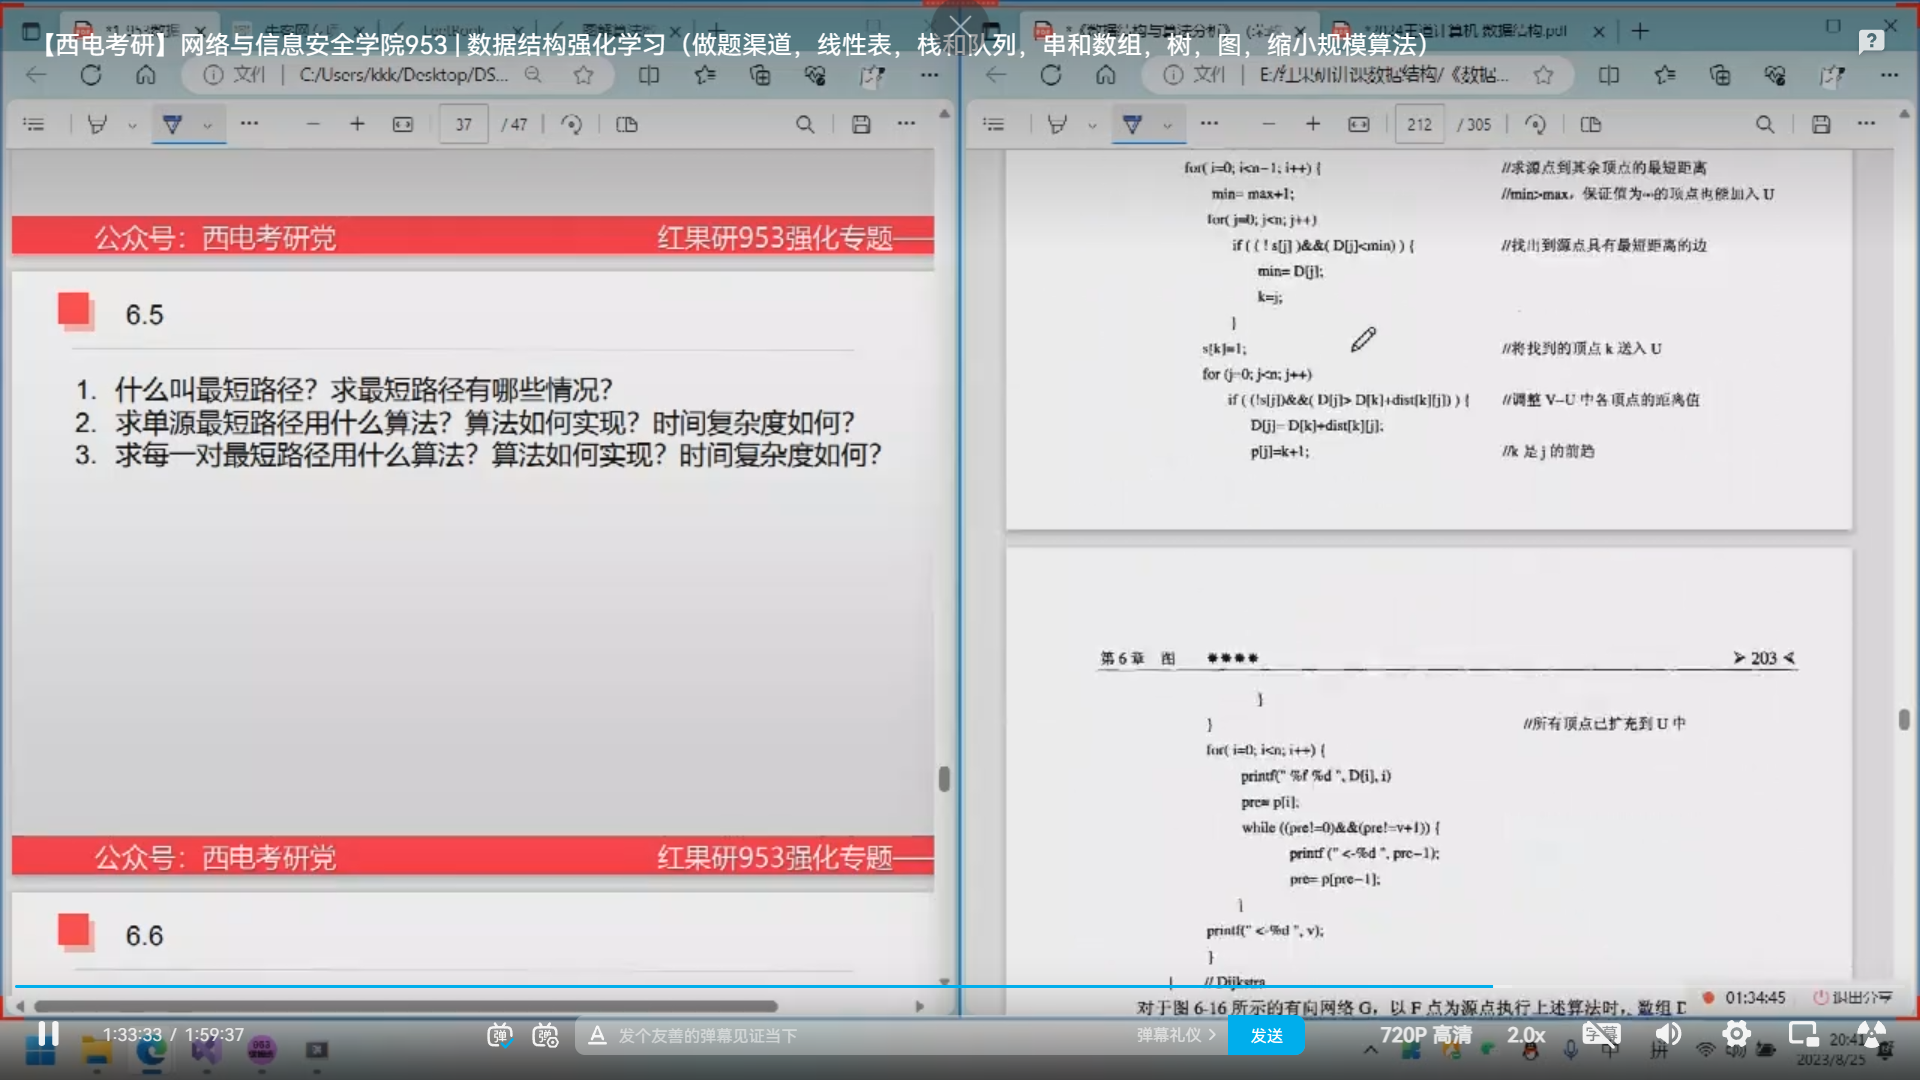 【西电考研】网络与信息安全学院953 | 数据结构强化学习（做题渠道，线性表，栈和队列，串和数组，树，图，缩小规模算法）
文件 C:/Users/kkk/Desktop/DS...
37 / 47
公众号：西电考研党 红果研953强化专题——
6.5
1. 什么叫最短路径？求最短路径有哪些情况？
2. 求单源最短路径用什么算法？算法如何实现？时间复杂度如何？
3. 求每一对最短路径用什么算法？算法如何实现？时间复杂度如何？
公众号：西电考研党 红果研953强化专题——
6.6
文件 E:/红果研讲课数据结构/《数据...
212 / 305
for( i=0; i<n-1; i++) { //求源点到其余顶点的最短距离
min= max+1; //min>max，保证值为∞的顶点也能加入 U
for( j=0; j<n; j++)
if ( ( ! s[j] )&&( D[j]<min) ) { //找出到源点具有最短距离的边
min= D[j];
k=j;
}
s[k]=1; //将找到的顶点 k 送入 U
for (j=0; j<n; j++)
if ( (!s[j])&&( D[j]> D[k]+dist[k][j]) ) { //调整 V-U 中各顶点的距离值
D[j]= D[k]+dist[k][j];
p[j]=k+1; //k 是 j 的前趋
第 6 章 图 **** ➢ 203 ⮘
}
} //所有顶点已扩充到 U 中
for( i=0; i<n; i++) {
printf(" %f %d ", D[i], i)
pre= p[i];
while ((pre!=0)&&(pre!=v+1)) {
printf (" <-%d ", pre-1);
pre= p[pre-1];
}
printf(" <-%d ", v);
}
} // Dijkstra
对于图 6-16 所示的有向网络 G，以 F 点为源点执行上述算法时，数组 D
01:34:45 退出分享
1:33:33 / 1:59:37
发个友善的弹幕见证当下
弹幕礼仪 >
发送
720P 高清
2.0x
字幕
20:41
2023/8/25